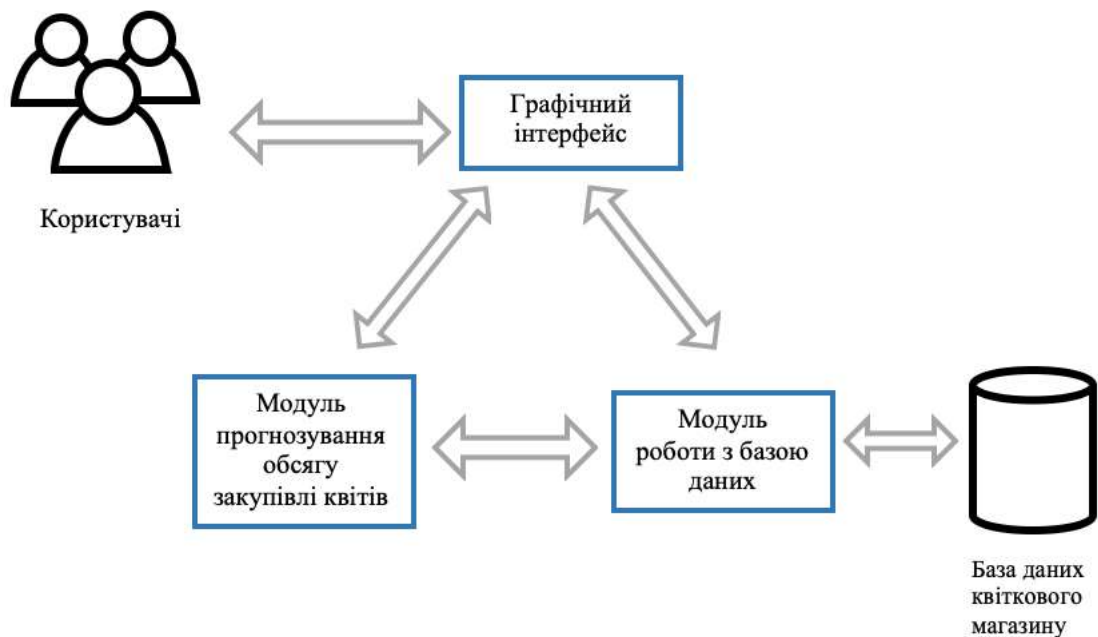 Графічний
інтерфейс
Користувачі
Модуль
прогнозування
обсягу
закупівлі квітів
Модуль
роботи з базою
даних
База даних
квіткового
магазину